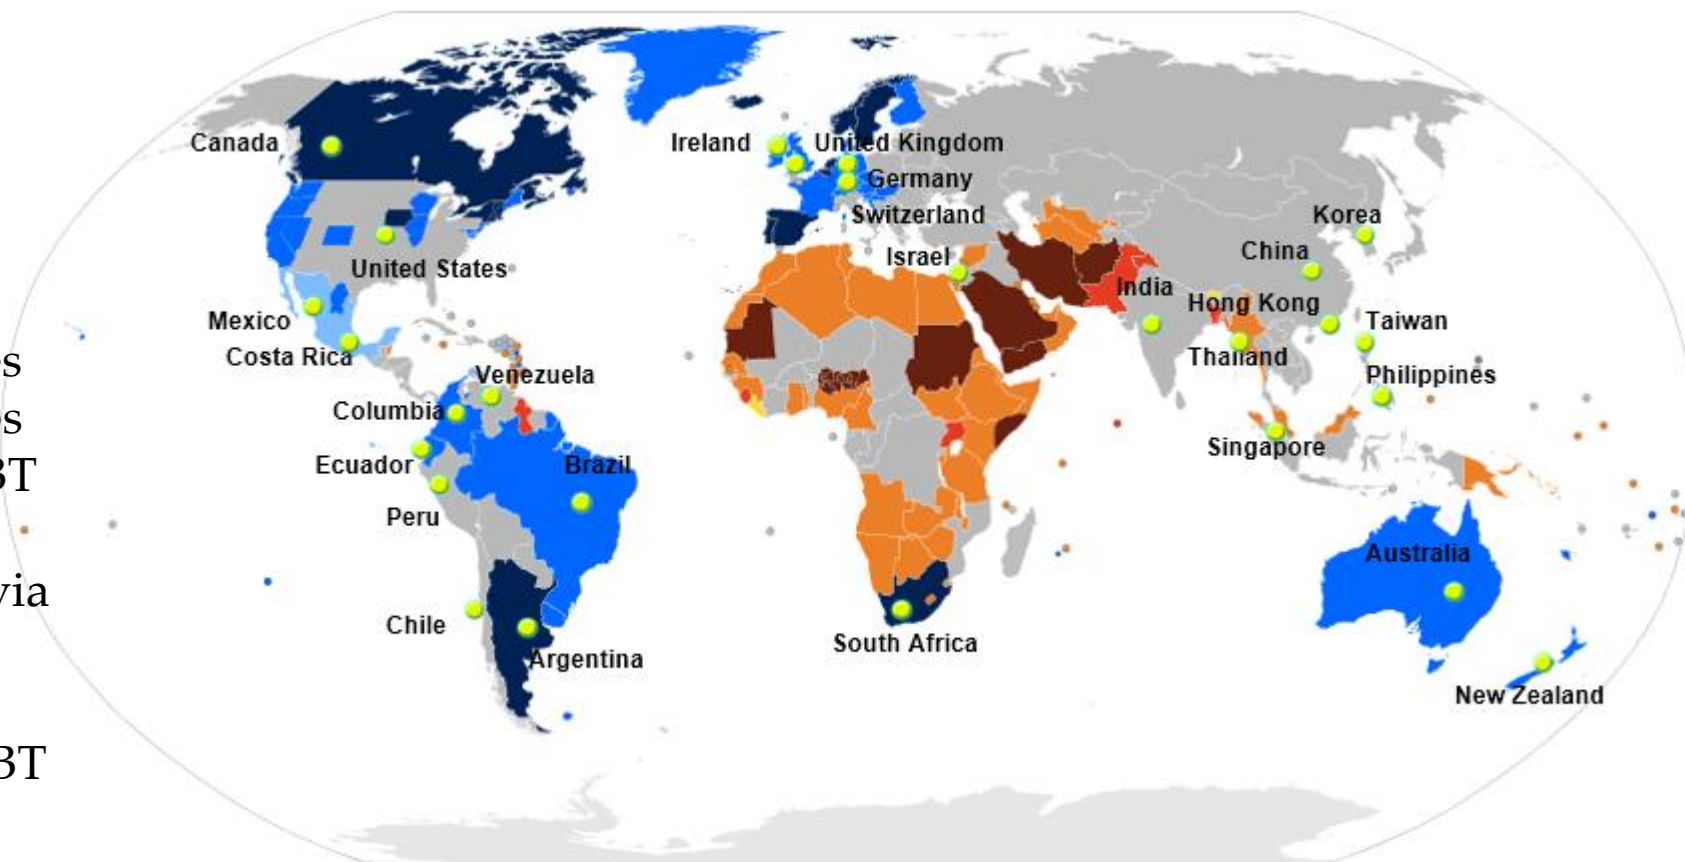 Canada
Ireland
United Kingdom
Germany
Switzerland
Korea
China
Israel
United States
India
Hong Kong
Mexico
Taiwan
Costa Rica
Thailand
Venezuela
Philippines
Columbia
Singapore
Ecuador
Brazil
Peru
Australia
via
Chile
South Africa
Argentina
New Zealand